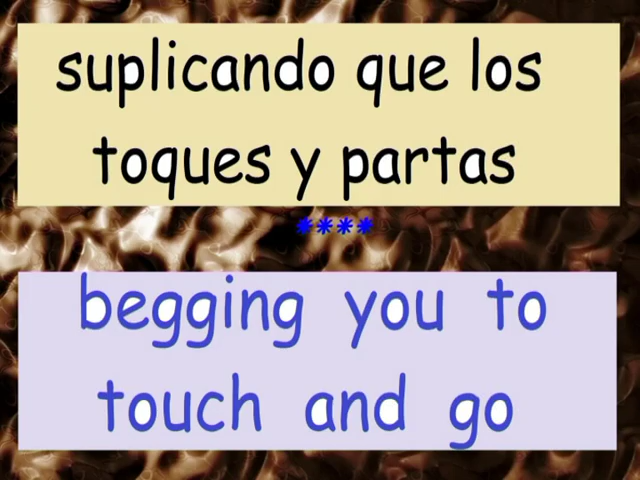 suplicando que los
toques y partas
****
begging you to
touch and go